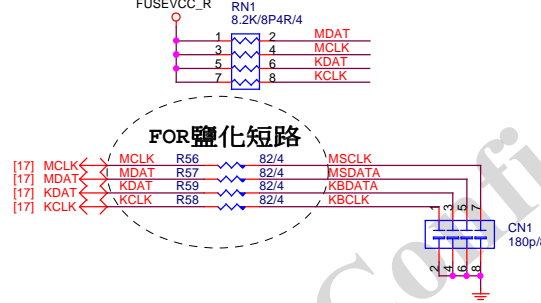 FUSEVCC_R
RN1
8.2K/8P4R/4
1 2 MDAT
3 4 MCLK
5 6 KDAT
7 8 KCLK
FOR鹽化短路
[17] MCLK MCLK R56 82/4 MSCLK
[17] MDAT MDAT R57 82/4 MSDATA
[17] KDAT KDAT R59 82/4 KBDATA
[17] KCLK KCLK R58 82/4 KBCLK
1 3 5 7
CN1
180p/8
2 4 6 8
Confi